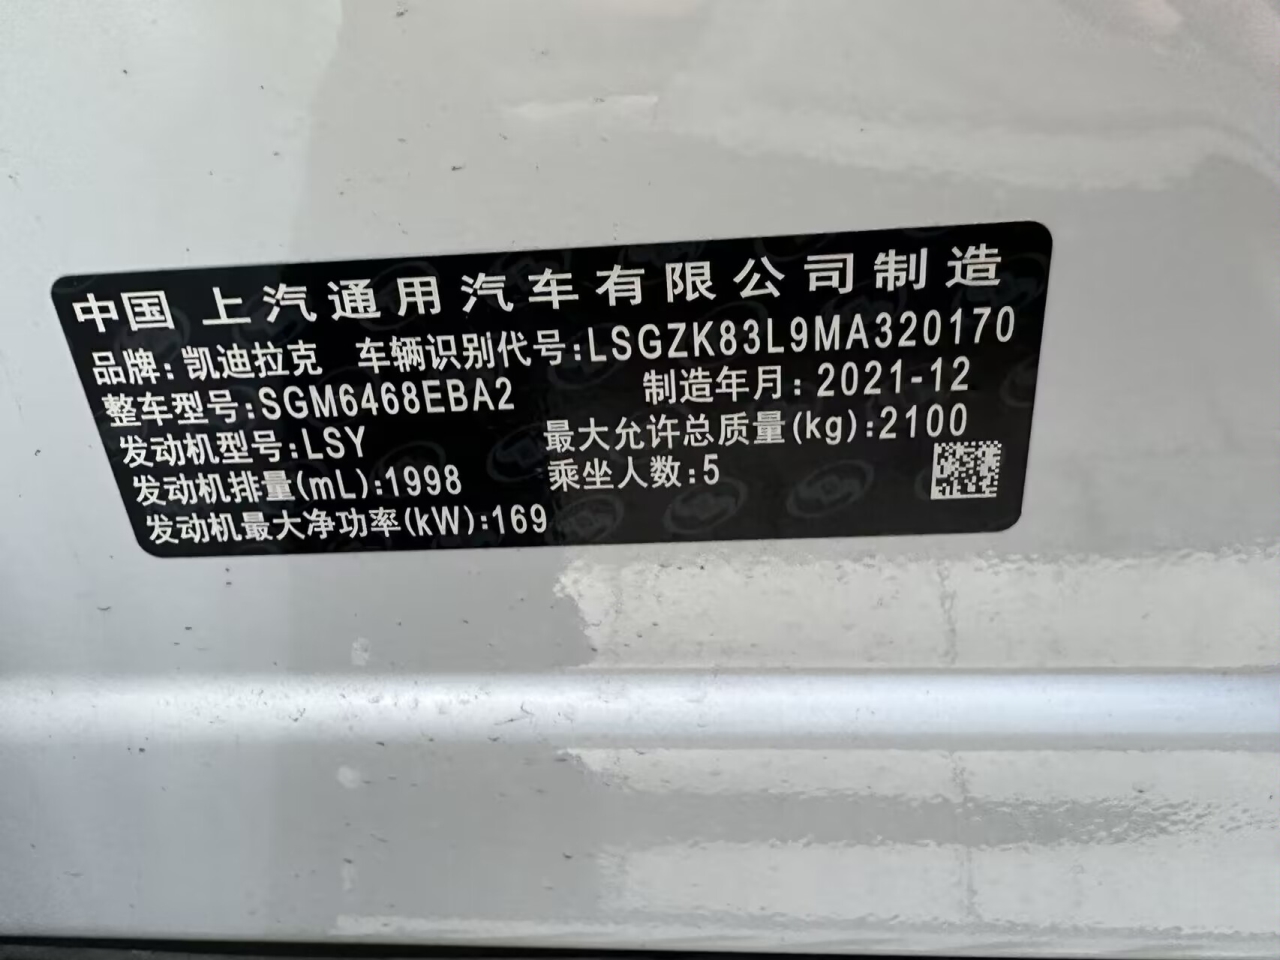 中国 上汽通用汽车有限公司制造
品牌:凯迪拉克 车辆识别代号:LSGZK83L9MA320170
整车型号:SGM6468EBA2 制造年月:2021-12
发动机型号:LSY 最大允许总质量(kg):2100
发动机排量(mL):1998 乘坐人数:5
发动机最大净功率(kW):169